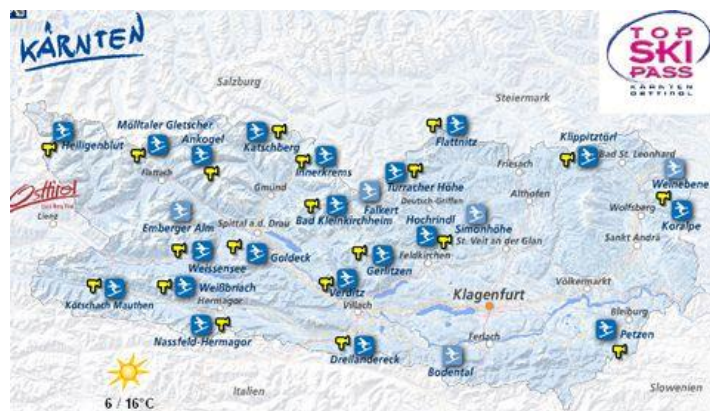 KÄRNTEN
TOP
SKI
PASS
KÄRNTEN
OSTTIROL
Salzburg
Steiermark
Heiligenblut
Mölltaler Gletscher
Ankogel
Flattach
Katschberg
Innerkrems
Gmünd
Flattnitz
Turracher Höhe
Deutsch-Griffen
Friesach
Althofen
Klippitztörl
Bad St. Leonhard
Weinebene
Wolfsberg
Koralpe
Sankt Andrä
Osttirol
Lienz
Emberger Alm
Spittal a.d. Drau
Bad Kleinkirchheim
Falkert
Hochrindl
Simonhöhe
St. Veit an der Glan
Feldkirchen
Weissensee
Goldeck
Gerlitzen
Kötschach Mauthen
Weißbriach
Hermagor
Verditz
Villach
Klagenfurt
Völkermarkt
Bleiburg
Nassfeld-Hermagor
Dreiländereck
Ferlach
Bodental
Petzen
6 / 16°C
Italien
Slowenien